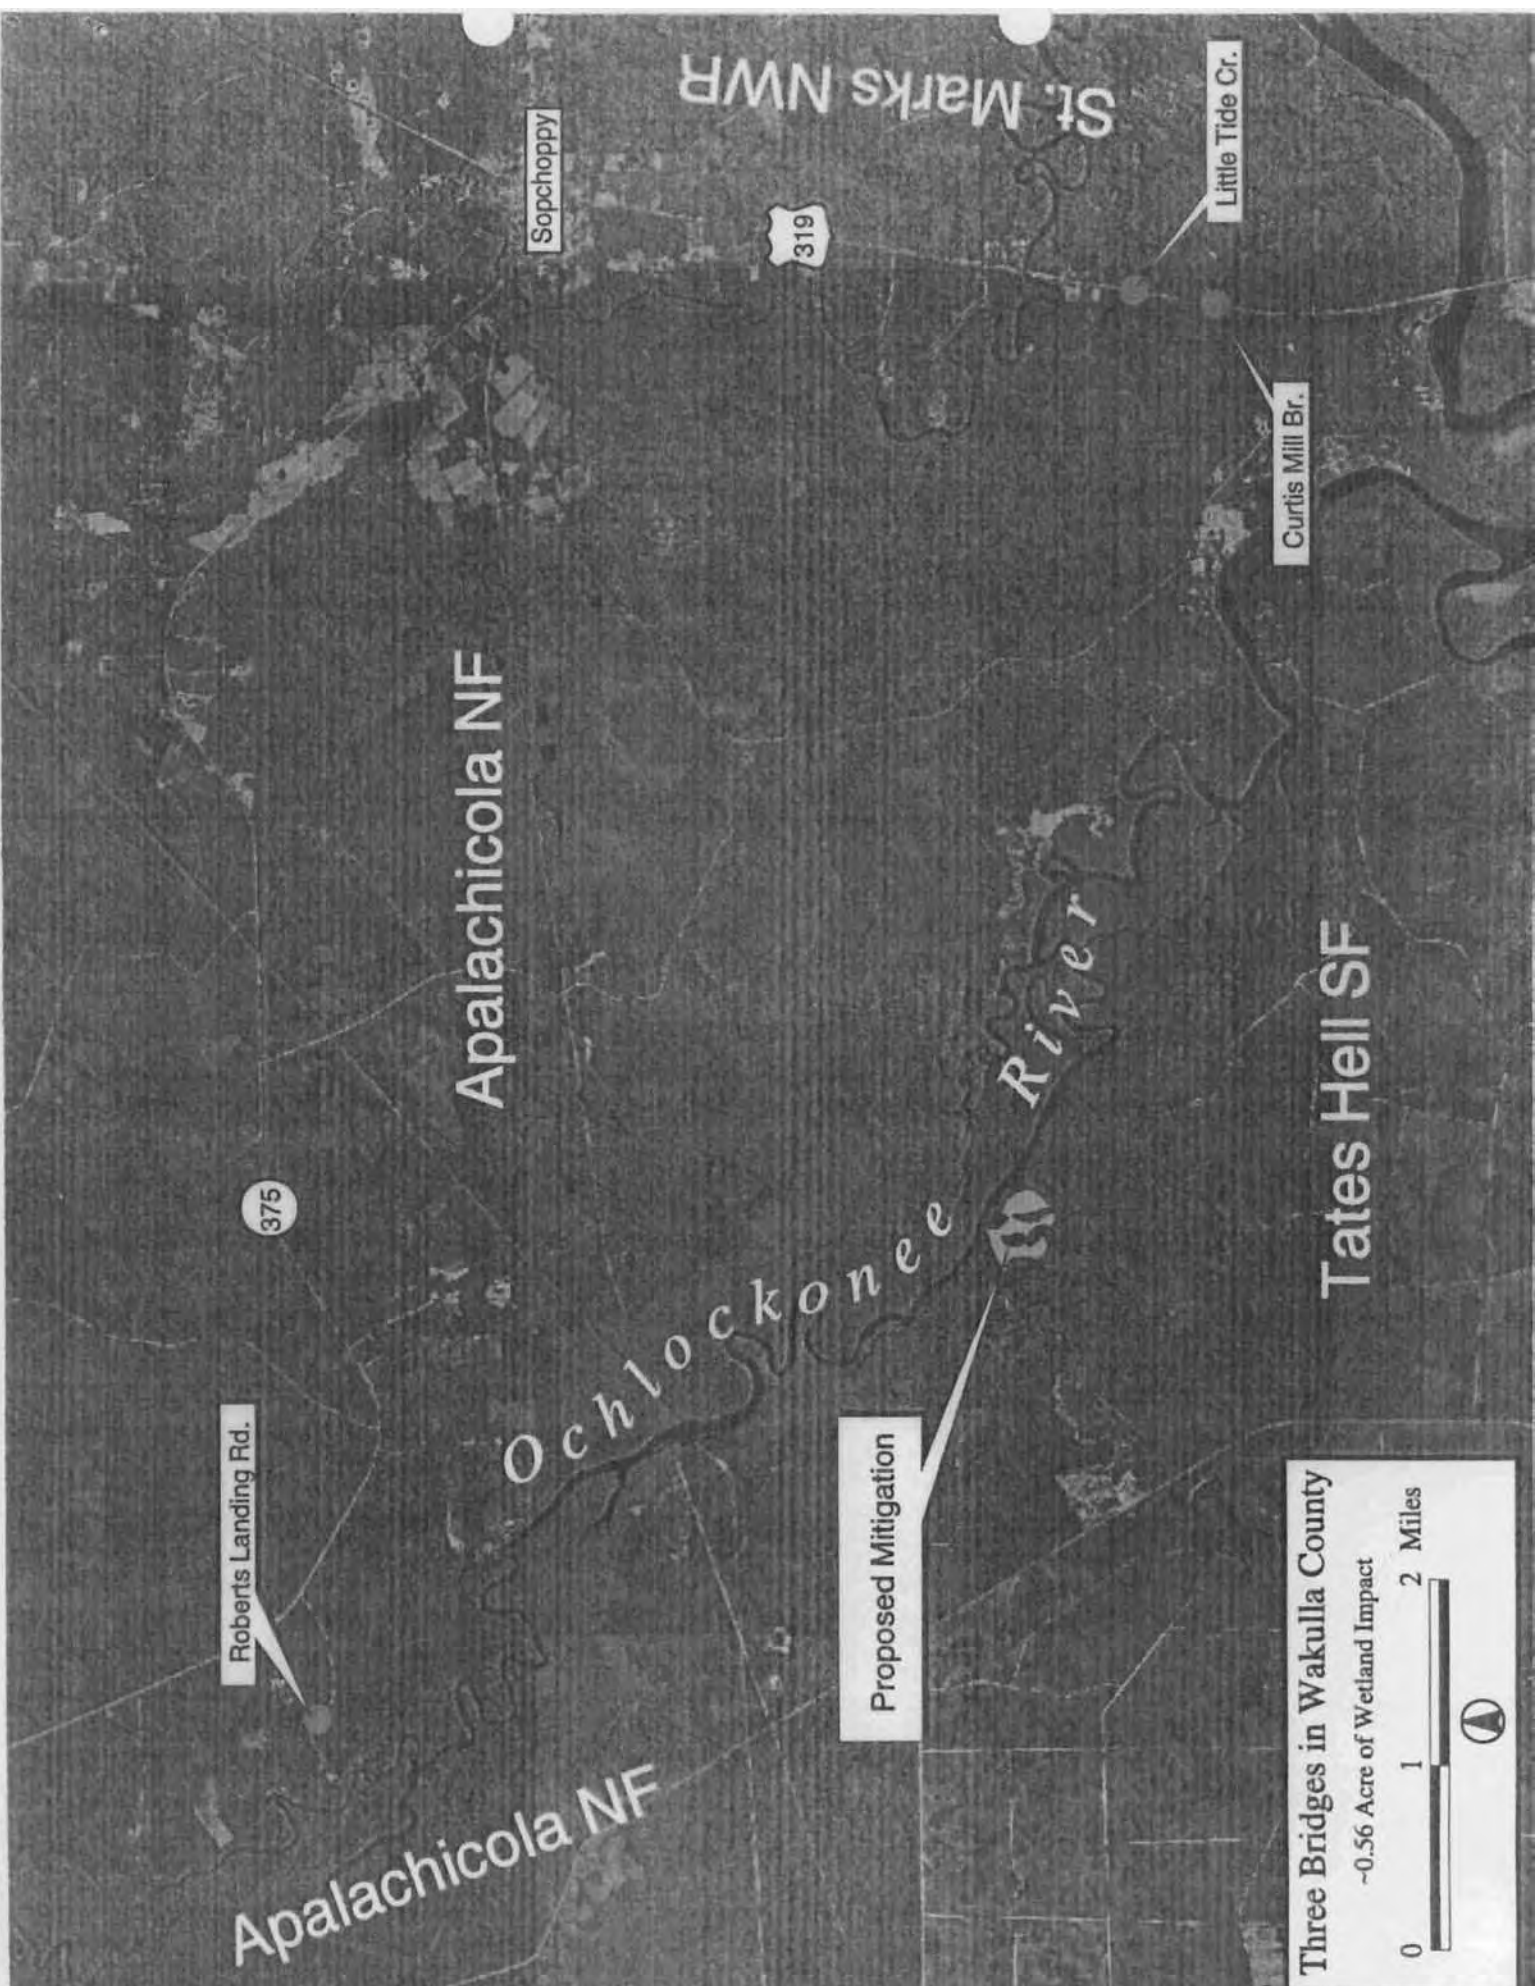 Apalachicola NF
Roberts Landing Rd.
375
Apalachicola NF
Sopchoppy
319
St. Marks NWR
Ochlockonee River
Proposed Mitigation
Little Tide Cr.
Curtis Mill Br.
Tates Hell SF
Three Bridges in Wakulla County
~0.56 Acre of Wetland Impact
0 1 2 Miles